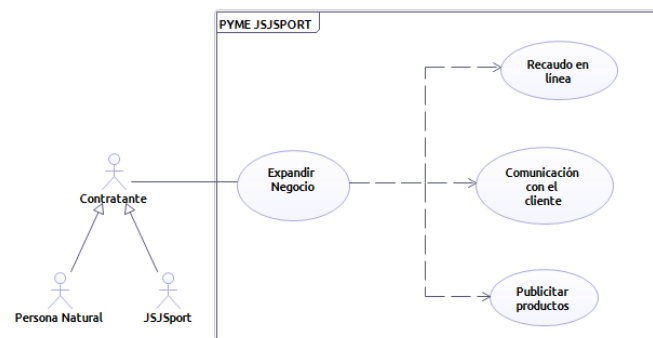 PYME JSJSPORT
Recaudo en
línea
Expandir
Negocio
Comunicación
con el
cliente
Contratante
Publicitar
productos
Persona Natural
JSJSport